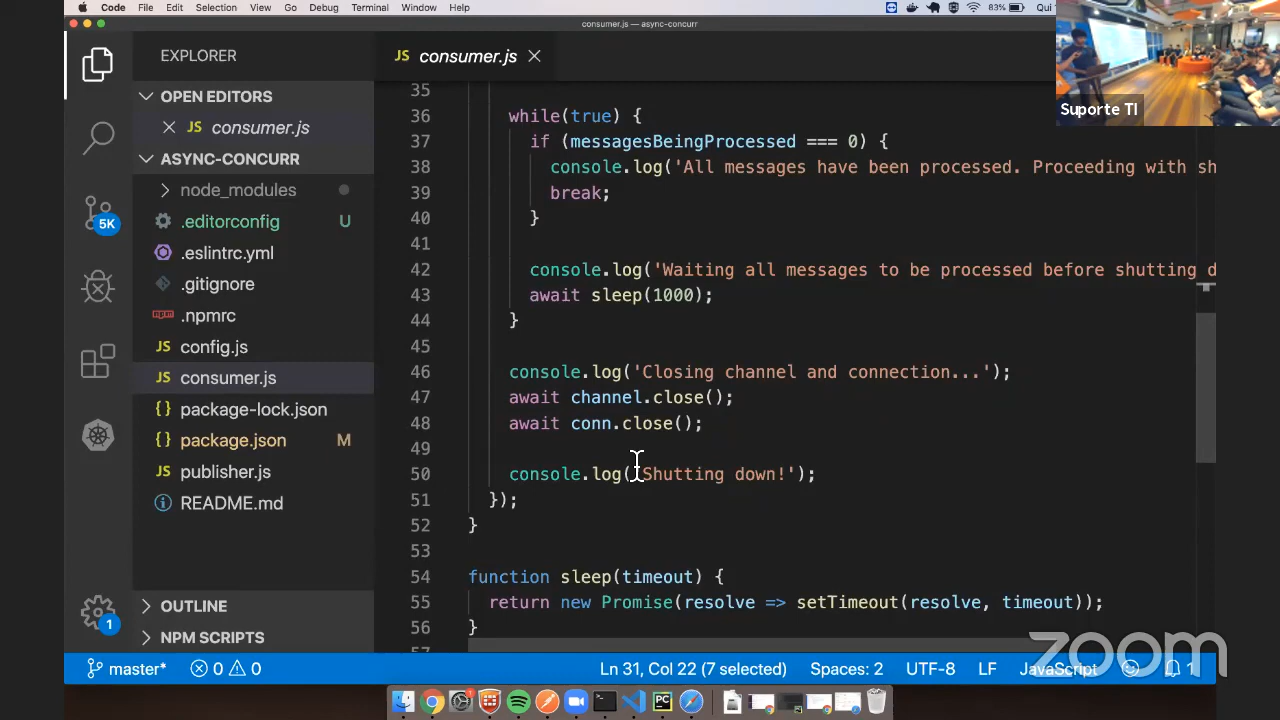 Code File Edit Selection View Go Debug Terminal Window Help 83% Qui
consumer.js — async-concurr
EXPLORER
OPEN EDITORS
JS consumer.js
ASYNC-CONCURR
node_modules
.editorconfig U
.eslintrc.yml
.gitignore
.npmrc
JS config.js
JS consumer.js
{} package-lock.json
{} package.json M
JS publisher.js
README.md
OUTLINE
NPM SCRIPTS
5K
1
JS consumer.js
35
36 while(true) {
37 if (messagesBeingProcessed === 0) {
38 console.log('All messages have been processed. Proceeding with sh
39 break;
40 }
41
42 console.log('Waiting all messages to be processed before shutting d
43 await sleep(1000);
44 }
45
46 console.log('Closing channel and connection...');
47 await channel.close();
48 await conn.close();
49
50 console.log('Shutting down!');
51 });
52 }
53
54 function sleep(timeout) {
55 return new Promise(resolve => setTimeout(resolve, timeout));
56 }
Suporte TI
zoom
master* 0 0 Ln 31, Col 22 (7 selected) Spaces: 2 UTF-8 LF JavaScript 1
PC